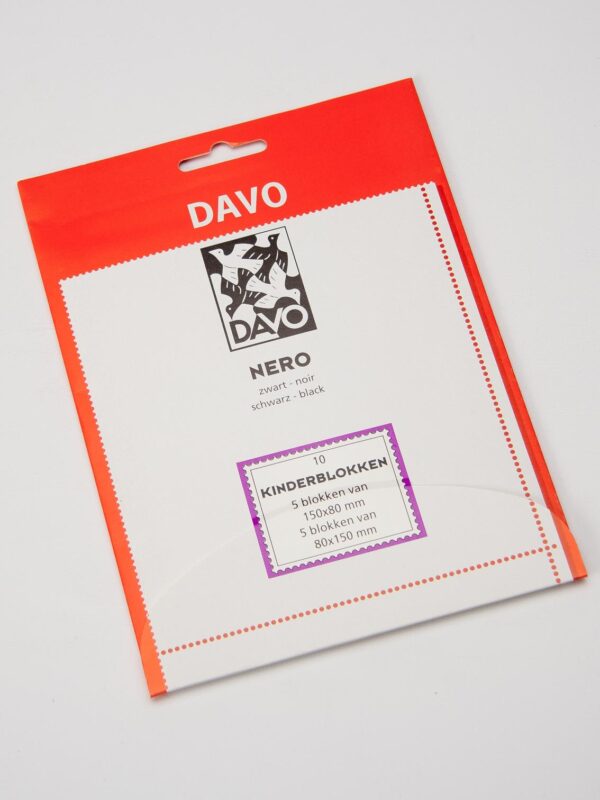 DAVO
DAVO
NERO
zwart - noir
schwarz - black
10
KINDERBLOKKEN
5 blokken van
150x80 mm
5 blokken van
80x150 mm